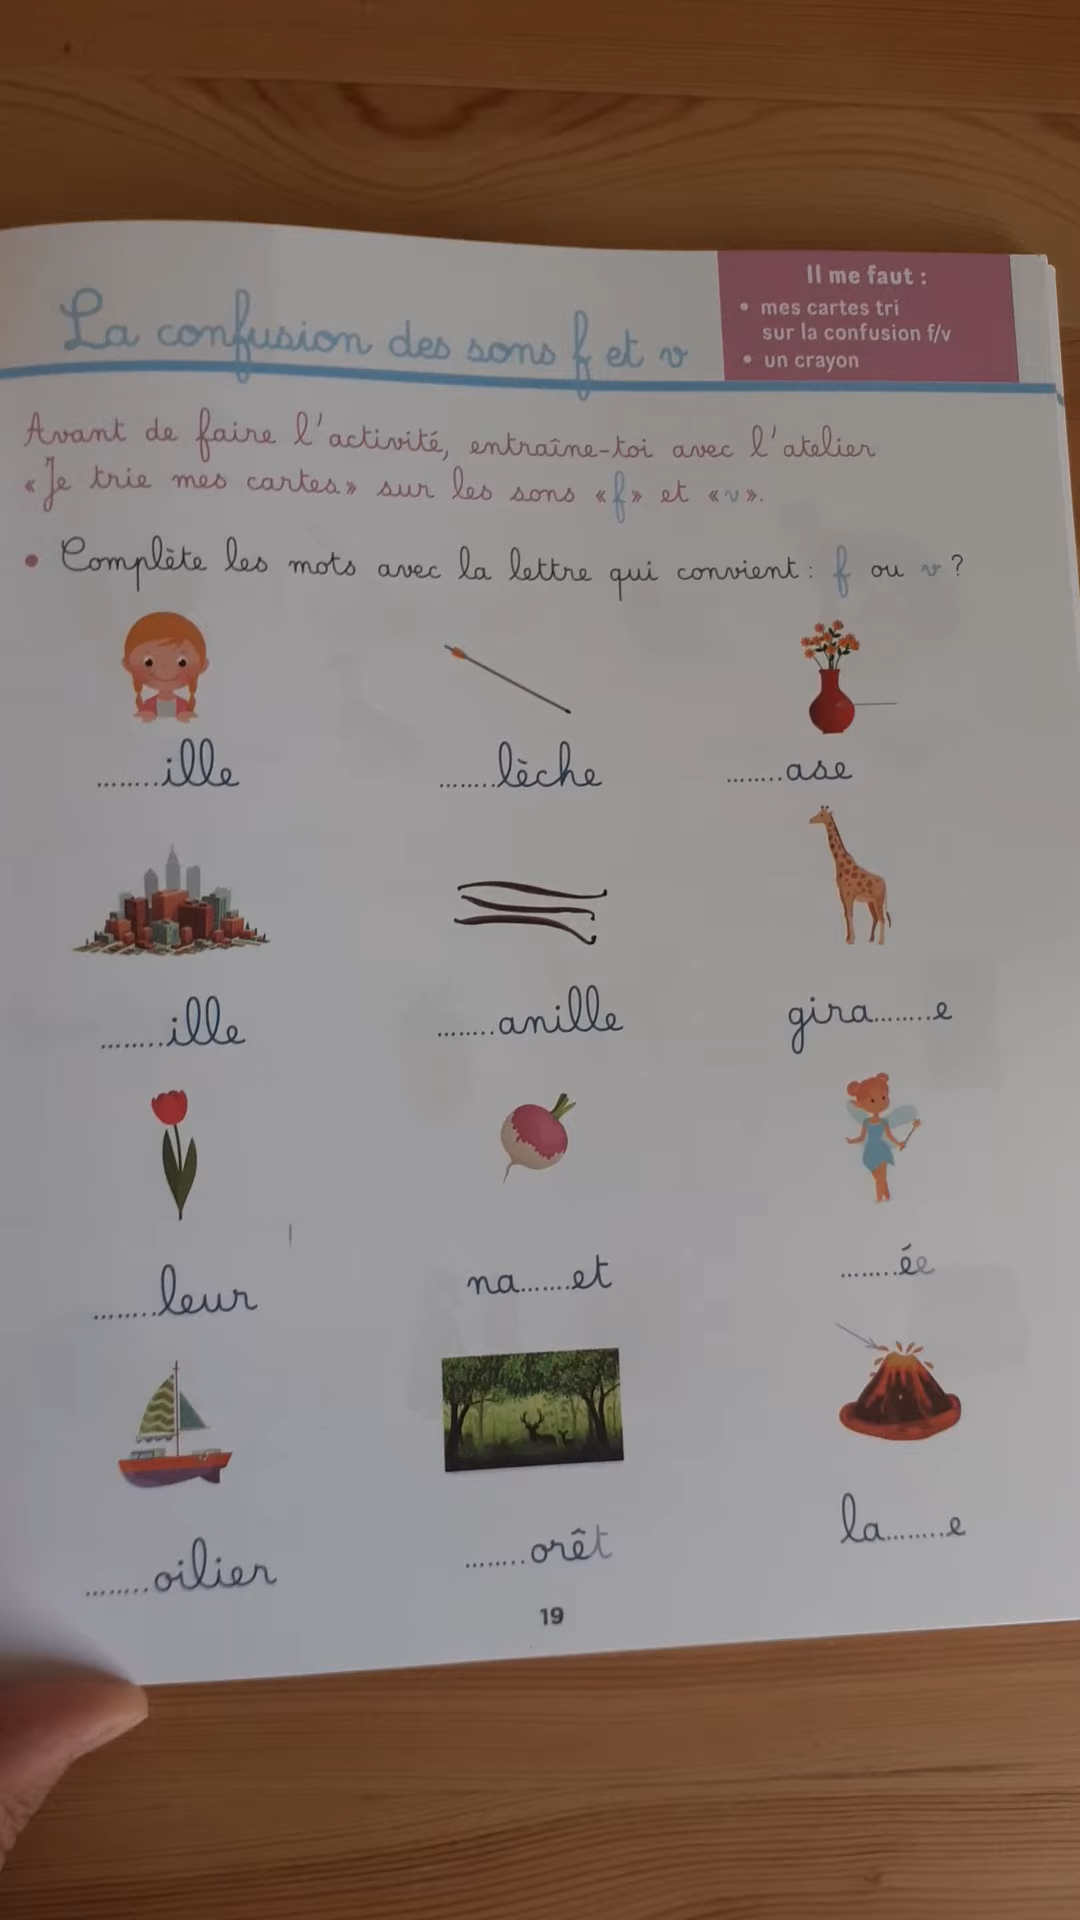 La confusion des sons f et v
Il me faut :
• mes cartes tri
sur la confusion f/v
• un crayon
Avant de faire l'activité, entraîne-toi avec l'atelier
«Je trie mes cartes» sur les sons «f» et «v».
• Complète les mots avec la lettre qui convient : f ou v ?
........ille ........lèche ........ase
........ille ........anille gira........e
........leur na.......et ........ée
........oilier ........orêt la........e
19